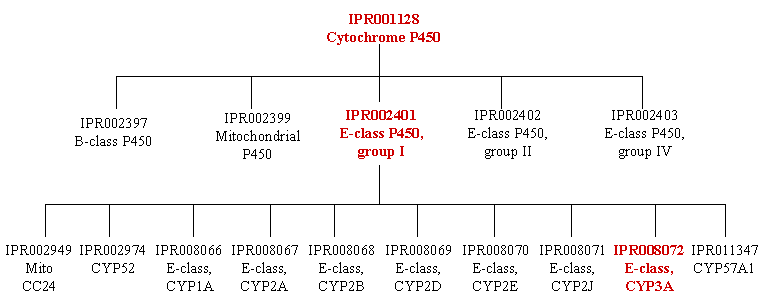 IPR001128
Cytochrome P450
IPR002397
B-class P450
IPR002399
Mitochondrial
P450
IPR002401
E-class P450,
group I
IPR002402
E-class P450,
group II
IPR002403
E-class P450,
group IV
IPR002949
Mito
CC24
IPR002974
CYP52
IPR008066
E-class,
CYP1A
IPR008067
E-class,
CYP2A
IPR008068
E-class,
CYP2B
IPR008069
E-class,
CYP2D
IPR008070
E-class,
CYP2E
IPR008071
E-class,
CYP2J
IPR008072
E-class,
CYP3A
IPR011347
CYP57A1